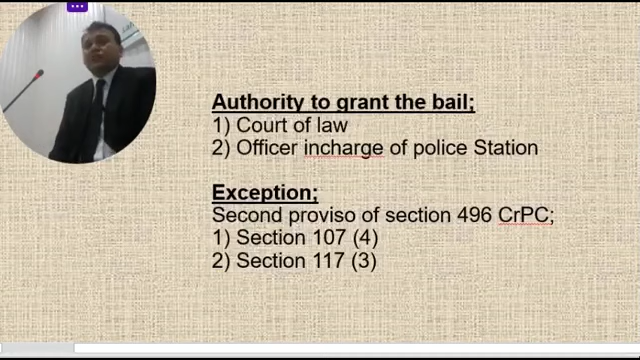 Authority to grant the bail;
1) Court of law
2) Officer incharge of police Station
Exception;
Second proviso of section 496 CrPC;
1) Section 107 (4)
2) Section 117 (3)